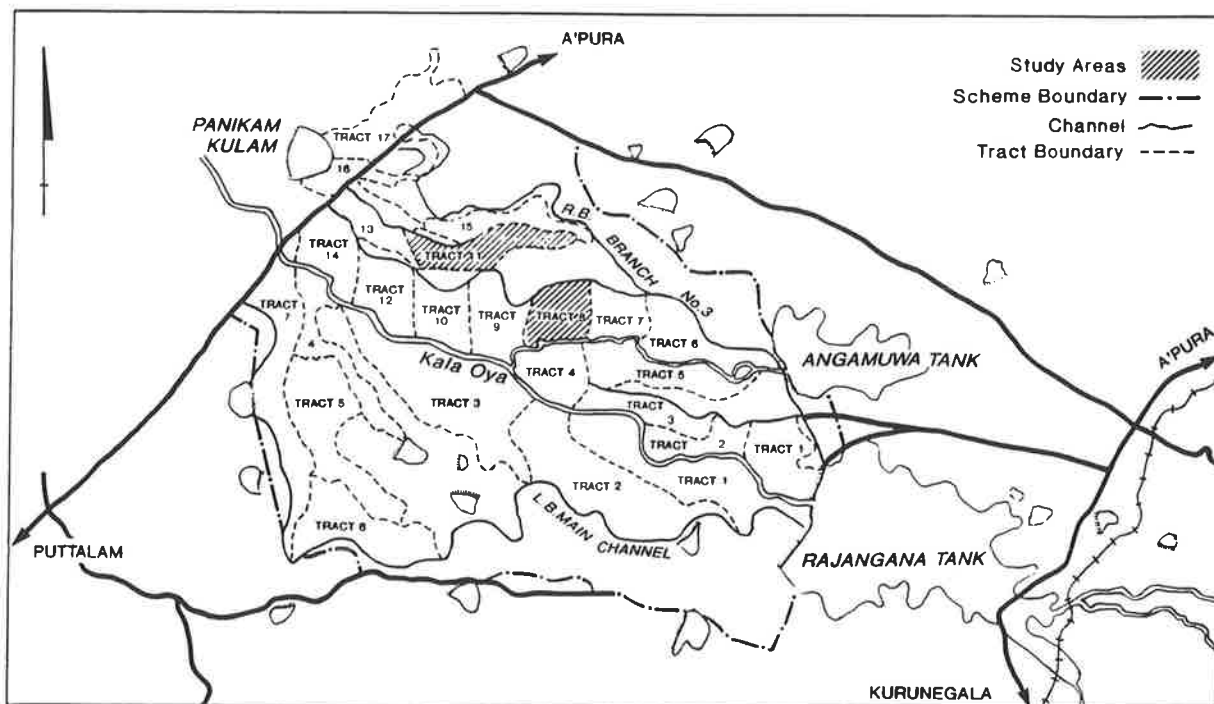 A'PURA
Study Areas
Scheme Boundary
Channel
Tract Boundary
PANIKAM
KULAM
TRACT 17
16
R.B.
BRANCH
No.3
15
13
TRACT 11
TRACT
14
TRACT
12
TRACT
10
TRACT
9
TRACT 8
TRACT 7
TRACT 6
TRACT
7
ANGAMUWA TANK
A'PURA
Kala Oya
TRACT 4
TRACT 5
4
TRACT 5
TRACT 3
TRACT
3
TRACT
2
TRACT 1
TRACT 2
TRACT 1
D
L.B.MAIN CHANNEL
TRACT 6
PUTTALAM
RAJANGANA TANK
KURUNEGALA